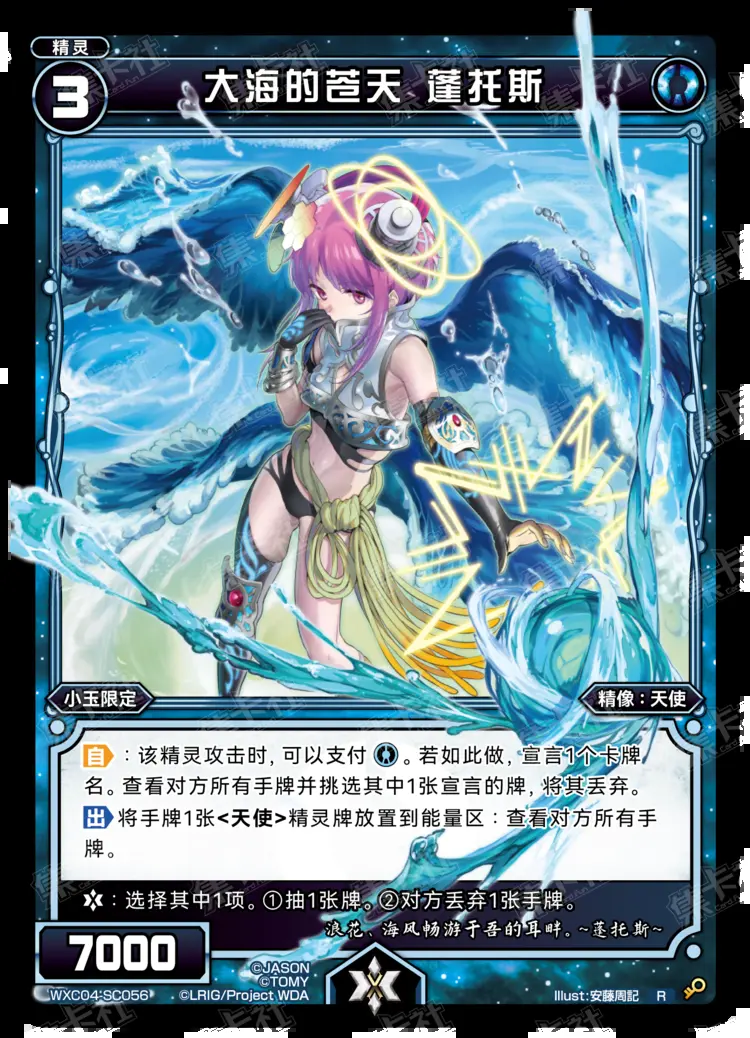 精灵
3
大海的苍天 蓬托斯
小玉限定
精像：天使
自：该精灵攻击时，可以支付。若如此做，宣言1个卡牌
名。查看对方所有手牌并挑选其中1张宣言的牌，将其丢弃。
出 将手牌1张<天使>精灵牌放置到能量区：查看对方所有手
牌。
：选择其中1项。①抽1张牌。②对方丢弃1张手牌。
浪花、海风畅游于吾的耳畔。~蓬托斯~
7000
©JASON
©TOMY
WXC04-SC056 ©LRIG/Project WDA
Illust:安藤周記 R
集卡社